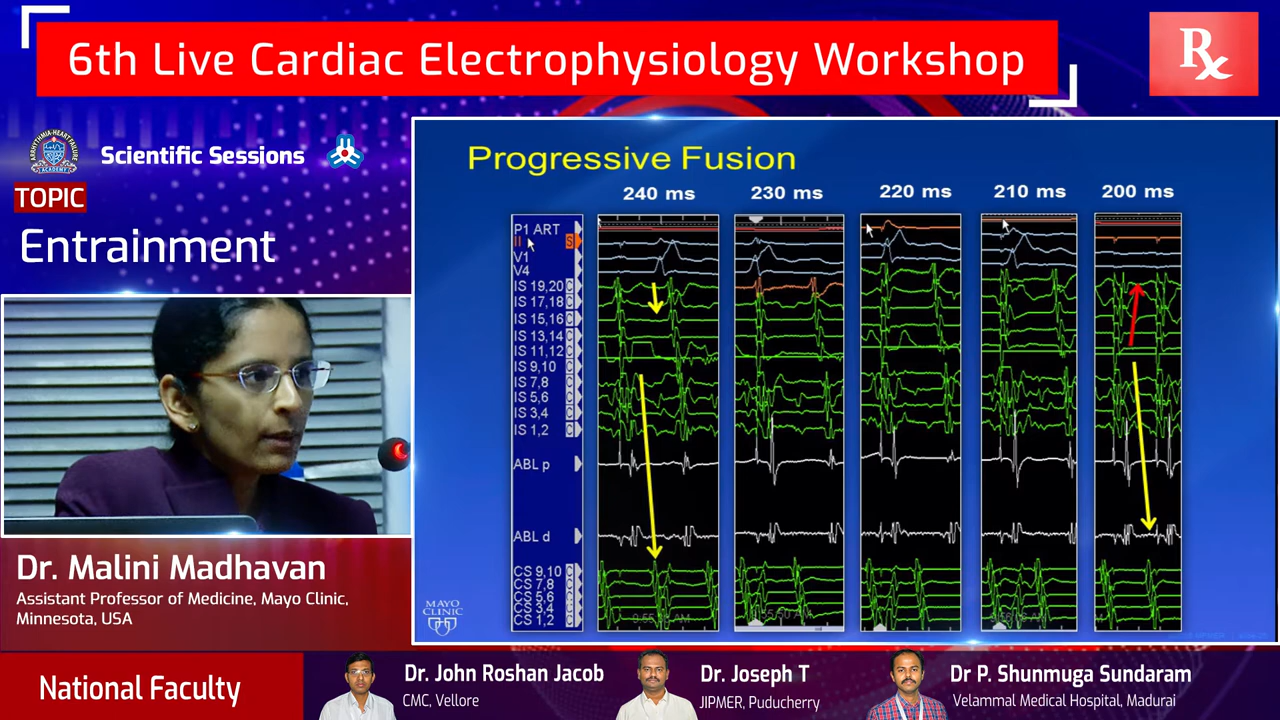 6th Live Cardiac Electrophysiology Workshop
Rx
Scientific Sessions
TOPIC
Entrainment
Progressive Fusion
240 ms
230 ms
220 ms
210 ms
200 ms
P1 ART
II
S
V1
V4
IS 19,20 C
IS 17,18 C
IS 15,16 C
IS 13,14 C
IS 11,12 C
IS 9,10
IS 7,8
IS 5,6
IS 3,4
IS 1,2 C
ABL p
ABL d
CS 9,10
CS 7,8
CS 5,6
CS 3,4
CS 1,2
MAYO
CLINIC
Dr. Malini Madhavan
Assistant Professor of Medicine, Mayo Clinic,
Minnesota, USA
National Faculty
Dr. John Roshan Jacob
CMC, Vellore
Dr. Joseph T
JIPMER, Puducherry
Dr P. Shunmuga Sundaram
Velammal Medical Hospital, Madurai